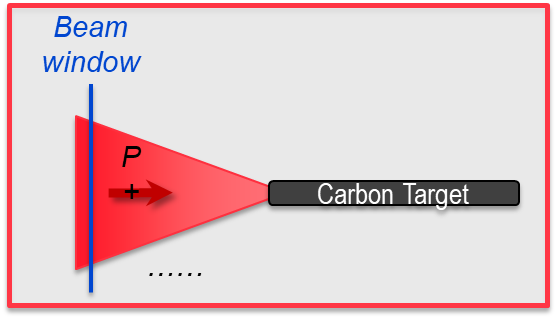 Beam
window
P
+
Carbon Target
......